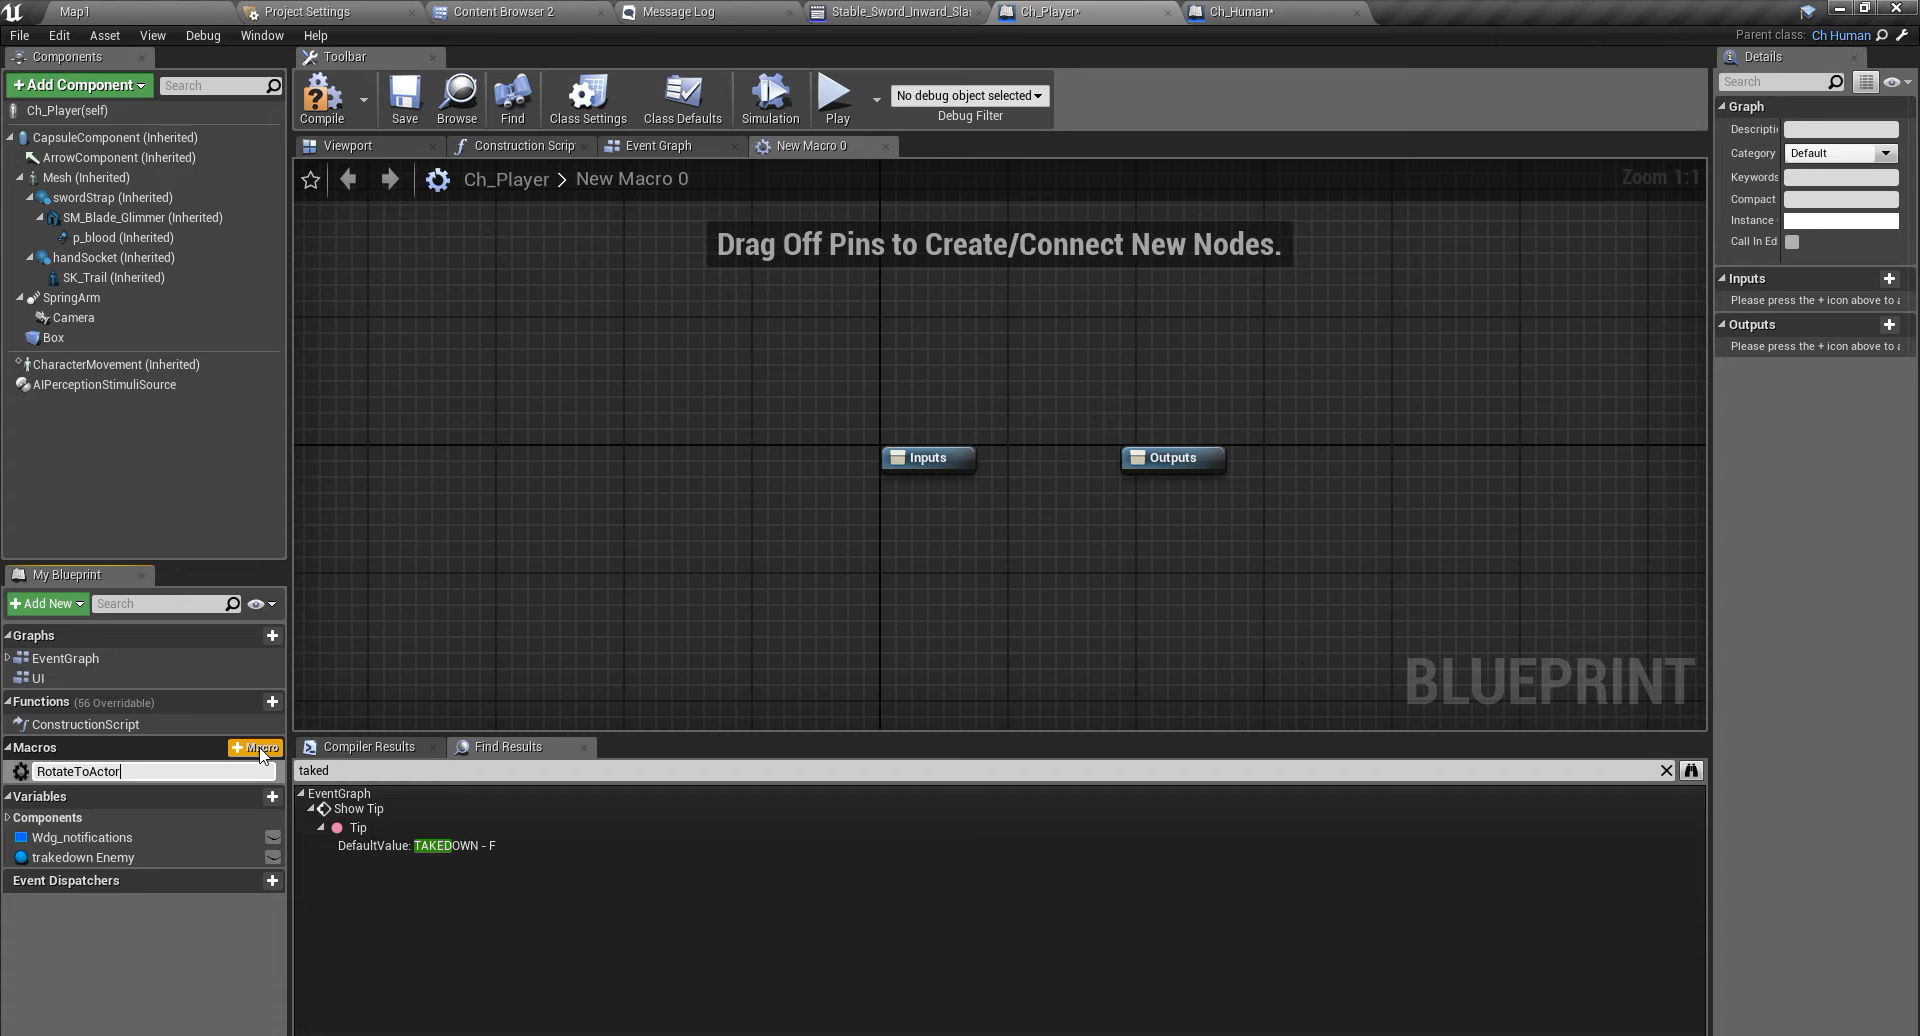 Map1
Project Settings
Content Browser 2
Message Log
Stable_Sword_Inward_Slas
Ch_Player*
Ch_Human*
File Edit Asset View Debug Window Help
Parent class: Ch Human
Components
Toolbar
Details
+Add Component
Search
Search
Ch_Player(self)
Compile
Save
Browse
Find
Class Settings
Class Defaults
Simulation
Play
No debug object selected
Debug Filter
Graph
Descripti
Category
Default
Keywords
Compact
Instance
Call In Ed
Inputs
Please press the + icon above to a
Outputs
Please press the + icon above to a
CapsuleComponent (Inherited)
ArrowComponent (Inherited)
Mesh (Inherited)
swordStrap (Inherited)
SM_Blade_Glimmer (Inherited)
p_blood (Inherited)
handSocket (Inherited)
SK_Trail (Inherited)
SpringArm
Camera
Box
CharacterMovement (Inherited)
AIPerceptionStimuliSource
Viewport
Construction Scrip
Event Graph
New Macro 0
Ch_Player > New Macro 0
Zoom 1:1
Drag Off Pins to Create/Connect New Nodes.
Inputs
Outputs
BLUEPRINT
My Blueprint
+Add New
Search
Graphs
EventGraph
UI
Functions (56 Overridable)
ConstructionScript
Macros
+Macro
RotateToActor
Variables
Components
Wdg_notifications
trakedown Enemy
Event Dispatchers
Compiler Results
Find Results
taked
EventGraph
Show Tip
Tip
DefaultValue: TAKEDOWN - F